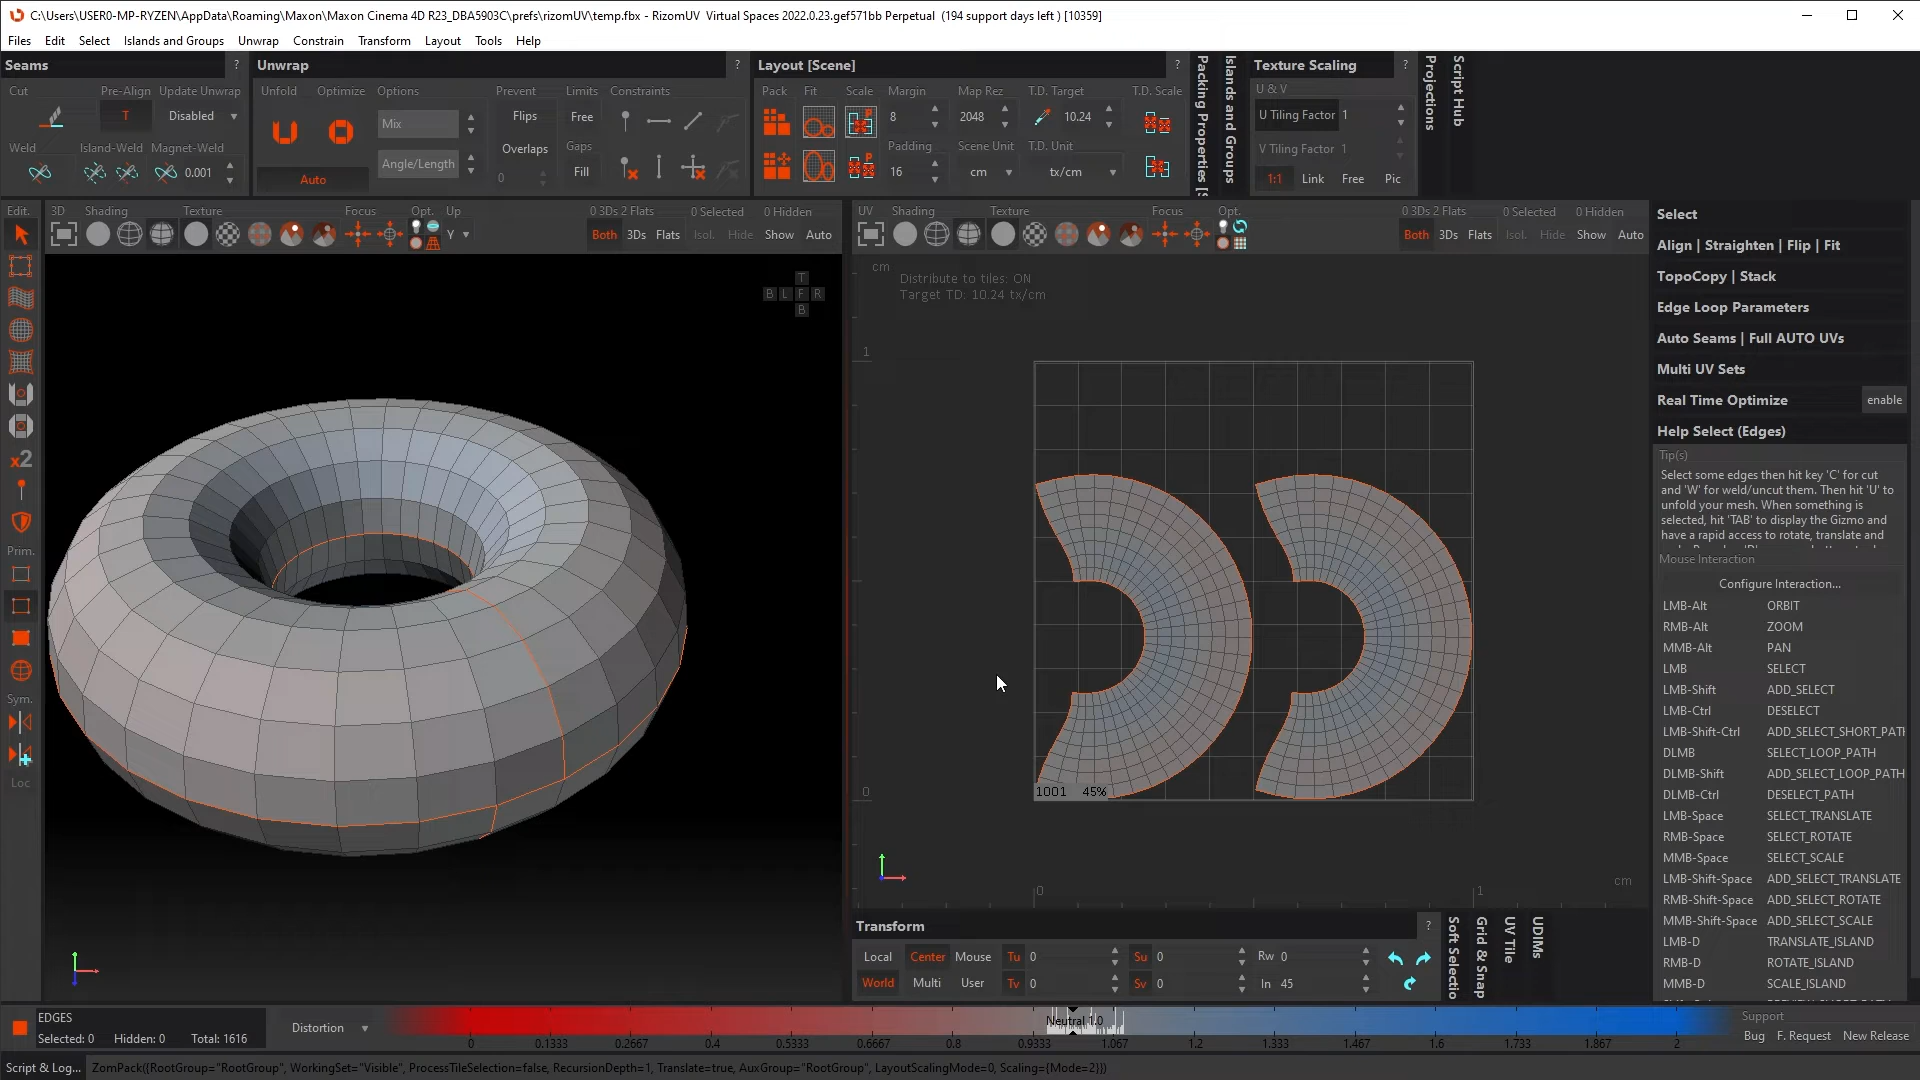 C:\Users\USER0-MP-RYZEN\AppData\Roaming\Maxon\Maxon Cinema 4D R23_DBA5903C\prefs\rizomUV\temp.fbx - RizomUV Virtual Spaces 2022.0.23.gef571bb Perpetual (194 support days left ) [10359]
Files Edit Select Islands and Groups Unwrap Constrain Transform Layout Tools Help
Seams ? Unwrap ? Layout [Scene] ? Texture Scaling ?
Packing Properties [S
Islands and Groups
Projections
Script Hub
Cut Pre-Align Update Unwrap Unfold Optimize Options Prevent Limits Constraints Pack Fit Scale Margin Map Rez T.D. Target T.D. Scale U & V
T Disabled Mix Flips Free 8 2048 10.24 U Tiling Factor 1
Weld Island-Weld Magnet-Weld Overlaps Gaps Padding Scene Unit T.D. Unit V Tiling Factor 1
0.001 Auto Angle/Length 0 Fill 16 cm tx/cm 1:1 Link Free Pic
Edit. 3D Shading Texture Focus Opt. Up 0 3Ds 2 Flats 0 Selected 0 Hidden
Y Both 3Ds Flats Isol. Hide Show Auto
UV Shading Texture Focus Opt. 0 3Ds 2 Flats 0 Selected 0 Hidden
Both 3Ds Flats Isol. Hide Show Auto
x2
Prim.
Sym.
Loc
T
B L F R
B
cm
Distribute to tiles: ON
Target TD: 10.24 tx/cm
1
0
1001 45%
0 1 cm
Select
Align | Straighten | Flip | Fit
TopoCopy | Stack
Edge Loop Parameters
Auto Seams | Full AUTO UVs
Multi UV Sets
Real Time Optimize enable
Help Select (Edges)
Tip(s)
Select some edges then hit key 'C' for cut
and 'W' for weld/uncut them. Then hit 'U' to
unfold your mesh. When something is
selected, hit 'TAB' to display the Gizmo and
have a rapid access to rotate, translate and
Mouse Interaction
Configure Interaction...
LMB-Alt ORBIT
RMB-Alt ZOOM
MMB-Alt PAN
LMB SELECT
LMB-Shift ADD_SELECT
LMB-Ctrl DESELECT
LMB-Shift-Ctrl ADD_SELECT_SHORT_PATH
DLMB SELECT_LOOP_PATH
DLMB-Shift ADD_SELECT_LOOP_PATH
DLMB-Ctrl DESELECT_PATH
LMB-Space SELECT_TRANSLATE
RMB-Space SELECT_ROTATE
MMB-Space SELECT_SCALE
LMB-Shift-Space ADD_SELECT_TRANSLATE
RMB-Shift-Space ADD_SELECT_ROTATE
MMB-Shift-Space ADD_SELECT_SCALE
LMB-D TRANSLATE_ISLAND
RMB-D ROTATE_ISLAND
MMB-D SCALE_ISLAND
Transform ?
Local Center Mouse Tu 0 Su 0 Rw 0
World Multi User Tv 0 Sv 0 In 45
Soft Selectio
Grid & Snap
UV Tile
UDIMs
EDGES
Selected: 0 Hidden: 0 Total: 1616
Distortion
Neutral 1.0
0 0.1333 0.2667 0.4 0.5333 0.6667 0.8 0.9333 1.067 1.2 1.333 1.467 1.6 1.733 1.867 2
Support
Bug F. Request New Release
Script & Log... ZomPack({RootGroup="RootGroup", WorkingSet="Visible", ProcessTileSelection=false, RecursionDepth=1, Translate=true, AuxGroup="RootGroup", LayoutScalingMode=0, Scaling={Mode=2}})